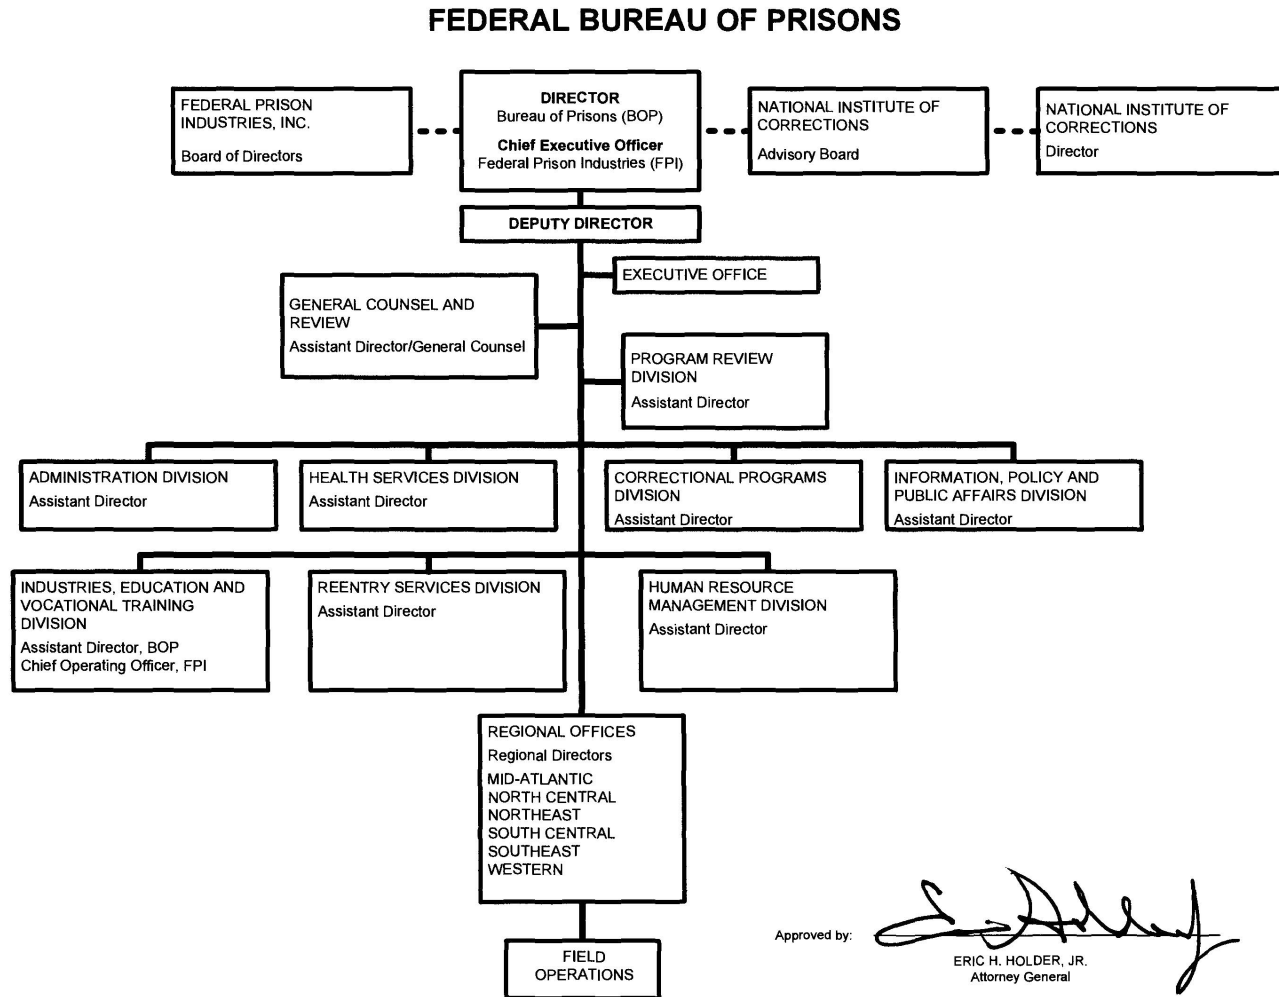 FEDERAL BUREAU OF PRISONS
FEDERAL PRISON
INDUSTRIES, INC.
Board of Directors
DIRECTOR
Bureau of Prisons (BOP)
Chief Executive Officer
Federal Prison Industries (FPI)
NATIONAL INSTITUTE OF
CORRECTIONS
Advisory Board
NATIONAL INSTITUTE OF
CORRECTIONS
Director
DEPUTY DIRECTOR
EXECUTIVE OFFICE
GENERAL COUNSEL AND
REVIEW
Assistant Director/General Counsel
PROGRAM REVIEW
DIVISION
Assistant Director
ADMINISTRATION DIVISION
Assistant Director
HEALTH SERVICES DIVISION
Assistant Director
CORRECTIONAL PROGRAMS
DIVISION
Assistant Director
INFORMATION, POLICY AND
PUBLIC AFFAIRS DIVISION
Assistant Director
INDUSTRIES, EDUCATION AND
VOCATIONAL TRAINING
DIVISION
Assistant Director, BOP
Chief Operating Officer, FPI
REENTRY SERVICES DIVISION
Assistant Director
HUMAN RESOURCE
MANAGEMENT DIVISION
Assistant Director
REGIONAL OFFICES
Regional Directors
MID-ATLANTIC
NORTH CENTRAL
NORTHEAST
SOUTH CENTRAL
SOUTHEAST
WESTERN
FIELD
OPERATIONS
Approved by:
ERIC H. HOLDER, JR.
Attorney General